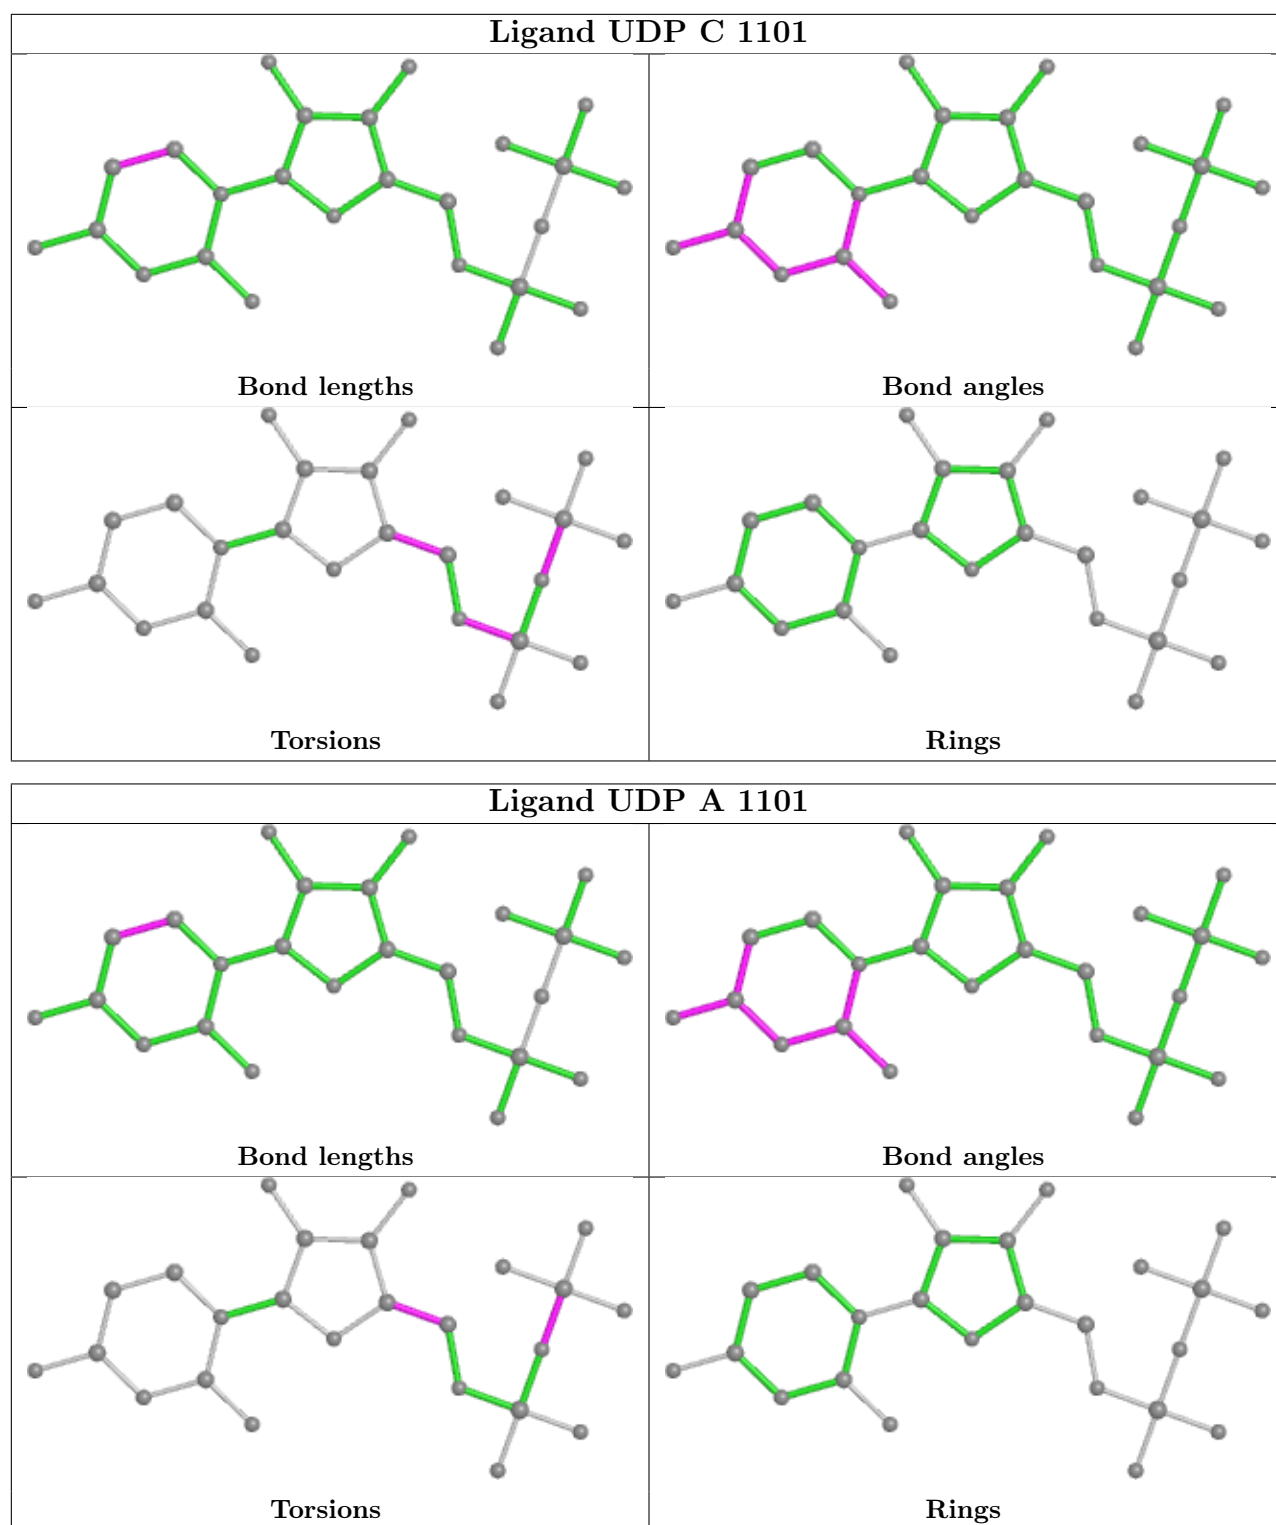 Ligand UDP C 1101
Bond lengths
Bond angles
Torsions
Rings
Ligand UDP A 1101
Bond lengths
Bond angles
Torsions
Rings